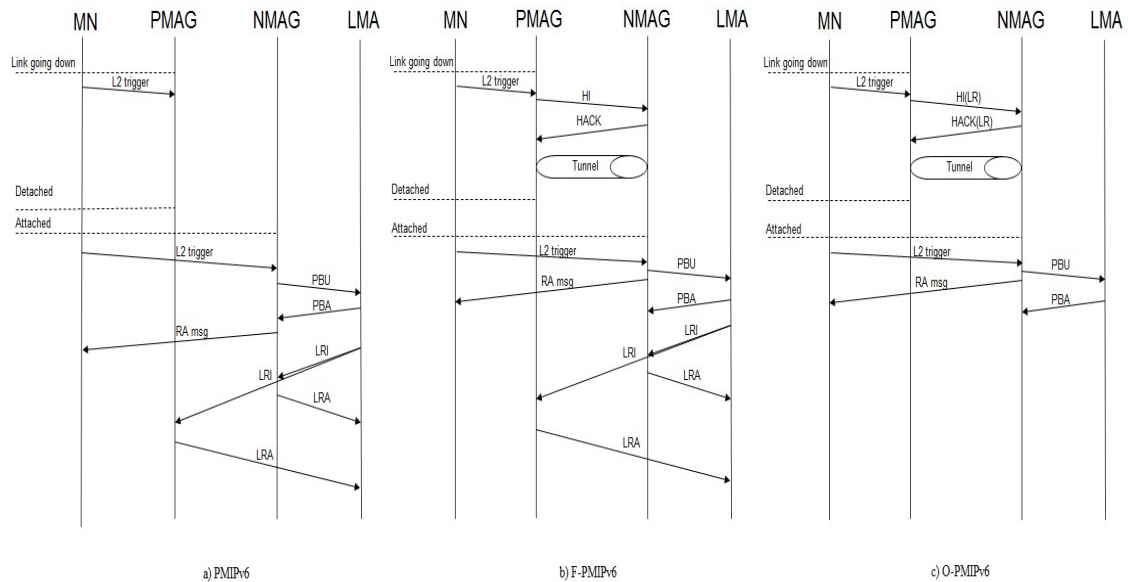 MN PMAG NMAG LMA
Link going down
L2 trigger
Detached
Attached
L2 trigger
PBU
PBA
RA msg
LRI
LRI
LRA
LRA
a) PMIPv6
MN PMAG NMAG LMA
Link going down
L2 trigger
HI
HACK
Tunnel
Detached
Attached
L2 trigger
PBU
RA msg
PBA
LRI
LRI
LRA
LRA
b) F-PMIPv6
MN PMAG NMAG LMA
Link going down
L2 trigger
HI(LR)
HACK(LR)
Tunnel
Detached
Attached
L2 trigger
PBU
RA msg
PBA
c) O-PMIPv6